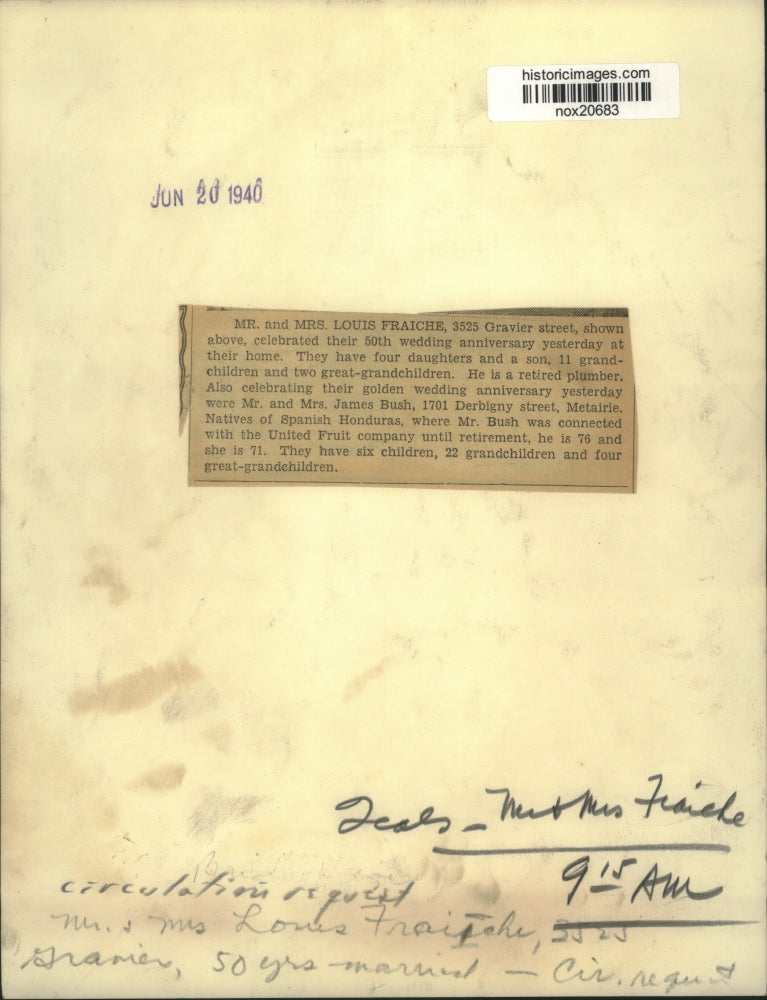 historicimages.com
nox20683
JUN 20 1940
MR. and MRS. LOUIS FRAICHE, 3525 Gravier street, shown
above, celebrated their 50th wedding anniversary yesterday at
their home. They have four daughters and a son, 11 grand-
children and two great-grandchildren. He is a retired plumber.
Also celebrating their golden wedding anniversary yesterday
were Mr. and Mrs. James Bush, 1701 Derbigny street, Metairie.
Natives of Spanish Honduras, where Mr. Bush was connected
with the United Fruit company until retirement, he is 76 and
she is 71. They have six children, 22 grandchildren and four
great-grandchildren.
— Mr & Mrs Fraiche
9 15 AM
circulation request
Mr. & Mrs Louis Fraitche, 3525
Gravier, 50 yrs married — Cir. request